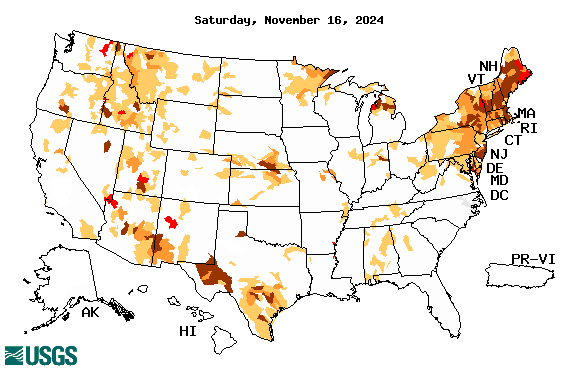 Saturday, November 16, 2024
NH
VT
MA
RI
CT
NJ
DE
MD
DC
PR-VI
AK
HI
USGS